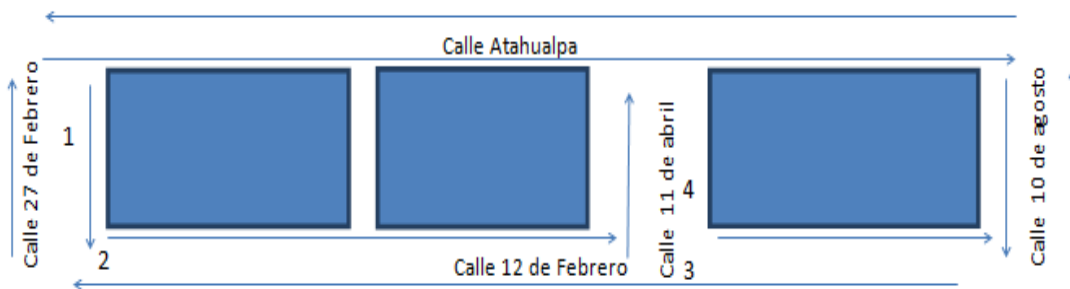 Calle Atahualpa
Calle 27 de Febrero
1
2
Calle 12 de Febrero
Calle 11 de abril
4
3
Calle 10 de agosto